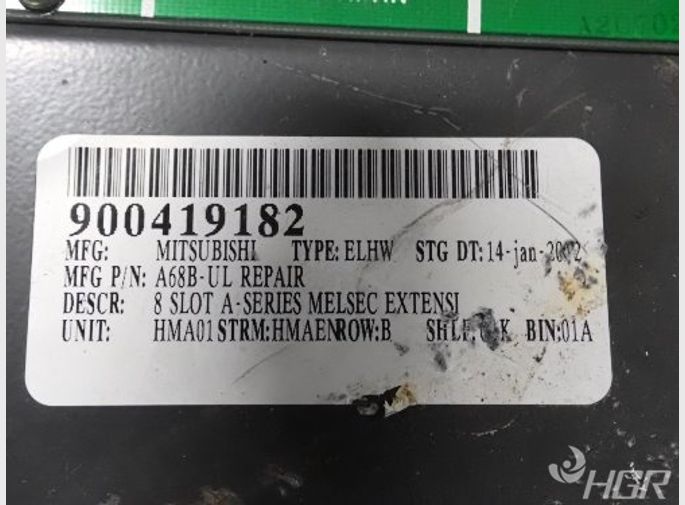 900419182
MFG: MITSUBISHI TYPE: ELHW STG DT: 14-jan-2002
MFG P/N: A68B-UL REPAIR
DESCR: 8 SLOT A-SERIES MELSEC EXTENSI
UNIT: HMA01 STRM:HMAEN ROW:B BIN:01A
HGR